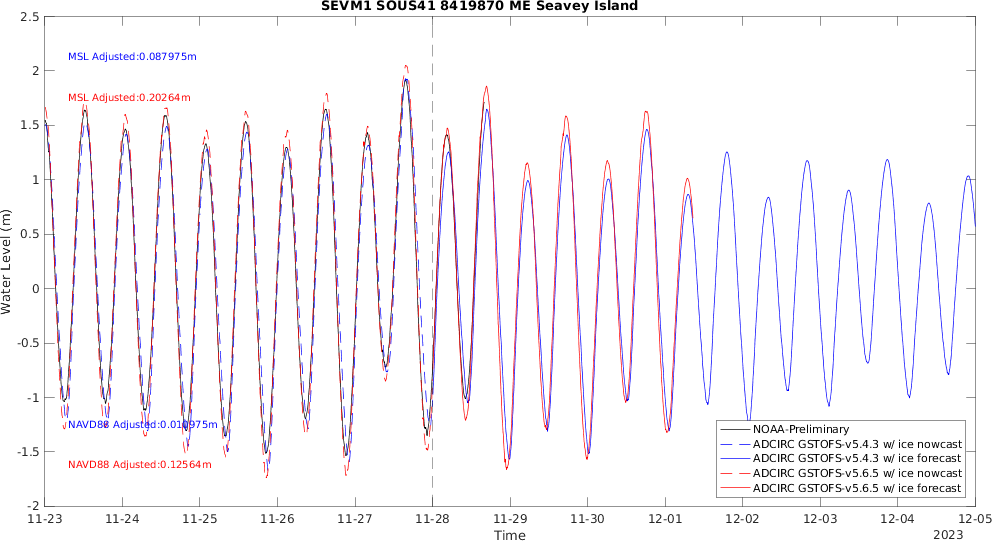 SEVM1 SOUS41 8419870 ME Seavey Island
2.5
2
1.5
1
0.5
0
-0.5
-1
-1.5
-2
Water Level (m)
MSL Adjusted:0.087975m
MSL Adjusted:0.20264m
NAVD88 Adjusted:0.010975m
NAVD88 Adjusted:0.12564m
NOAA-Preliminary
ADCIRC GSTOFS-v5.4.3 w/ ice nowcast
ADCIRC GSTOFS-v5.4.3 w/ ice forecast
ADCIRC GSTOFS-v5.6.5 w/ ice nowcast
ADCIRC GSTOFS-v5.6.5 w/ ice forecast
11-23 11-24 11-25 11-26 11-27 11-28 11-29 11-30 12-01 12-02 12-03 12-04 12-05
Time
2023